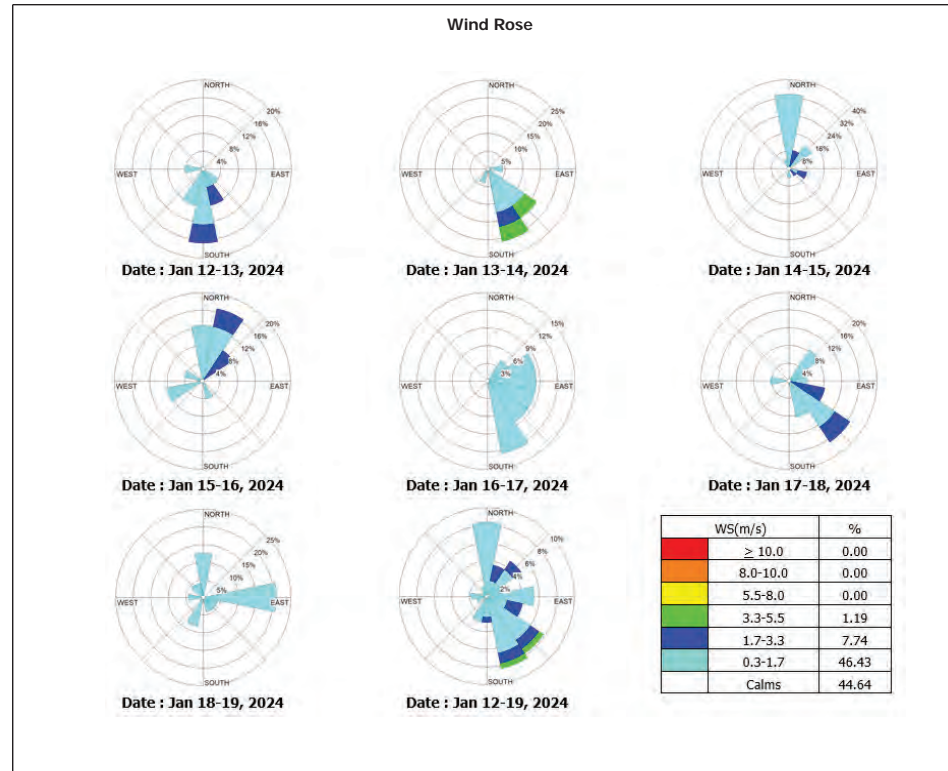 Wind Rose
NORTH
20%
16%
12%
8%
4%
WEST
EAST
SOUTH
Date : Jan 12-13, 2024
NORTH
25%
20%
15%
10%
5%
WEST
EAST
SOUTH
Date : Jan 13-14, 2024
NORTH
40%
32%
24%
16%
8%
WEST
EAST
SOUTH
Date : Jan 14-15, 2024
NORTH
20%
16%
12%
8%
4%
WEST
EAST
SOUTH
Date : Jan 15-16, 2024
NORTH
15%
12%
9%
6%
3%
WEST
EAST
SOUTH
Date : Jan 16-17, 2024
NORTH
20%
16%
12%
8%
4%
WEST
EAST
SOUTH
Date : Jan 17-18, 2024
NORTH
25%
20%
15%
10%
5%
WEST
EAST
SOUTH
Date : Jan 18-19, 2024
NORTH
10%
8%
6%
4%
2%
WEST
EAST
SOUTH
Date : Jan 12-19, 2024
WS(m/s) %
≥ 10.0 0.00
8.0-10.0 0.00
5.5-8.0 0.00
3.3-5.5 1.19
1.7-3.3 7.74
0.3-1.7 46.43
Calms 44.64